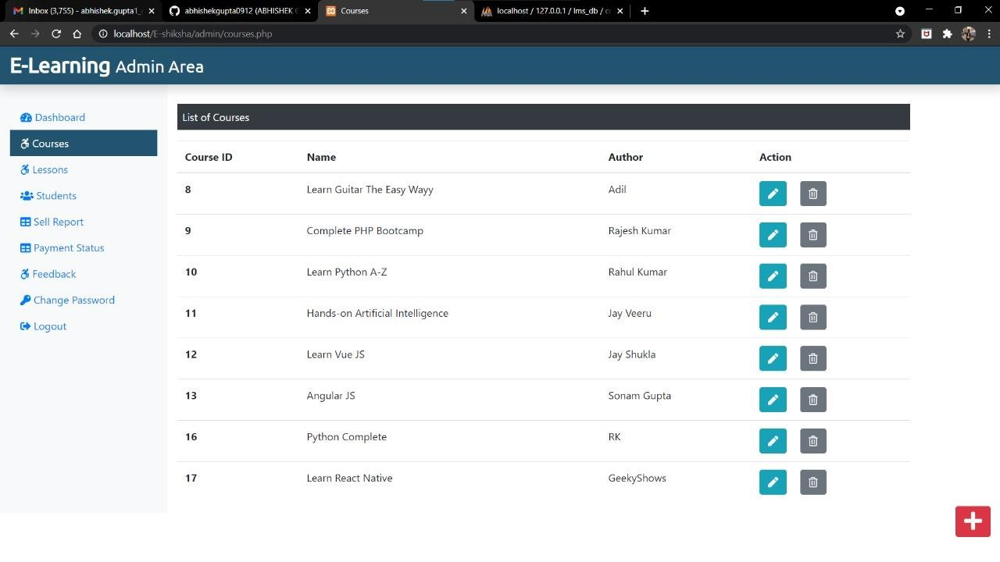 Inbox (3,755) - abhishek.gupta1_
abhishekgupta0912 (ABHISHEK G
Courses
localhost / 127.0.0.1 / lms_db / c
localhost/E-shiksha/admin/courses.php
E-Learning Admin Area
Dashboard
Courses
Lessons
Students
Sell Report
Payment Status
Feedback
Change Password
Logout
List of Courses
Course ID Name Author Action
8 Learn Guitar The Easy Wayy Adil
9 Complete PHP Bootcamp Rajesh Kumar
10 Learn Python A-Z Rahul Kumar
11 Hands-on Artificial Intelligence Jay Veeru
12 Learn Vue JS Jay Shukla
13 Angular JS Sonam Gupta
16 Python Complete RK
17 Learn React Native GeekyShows